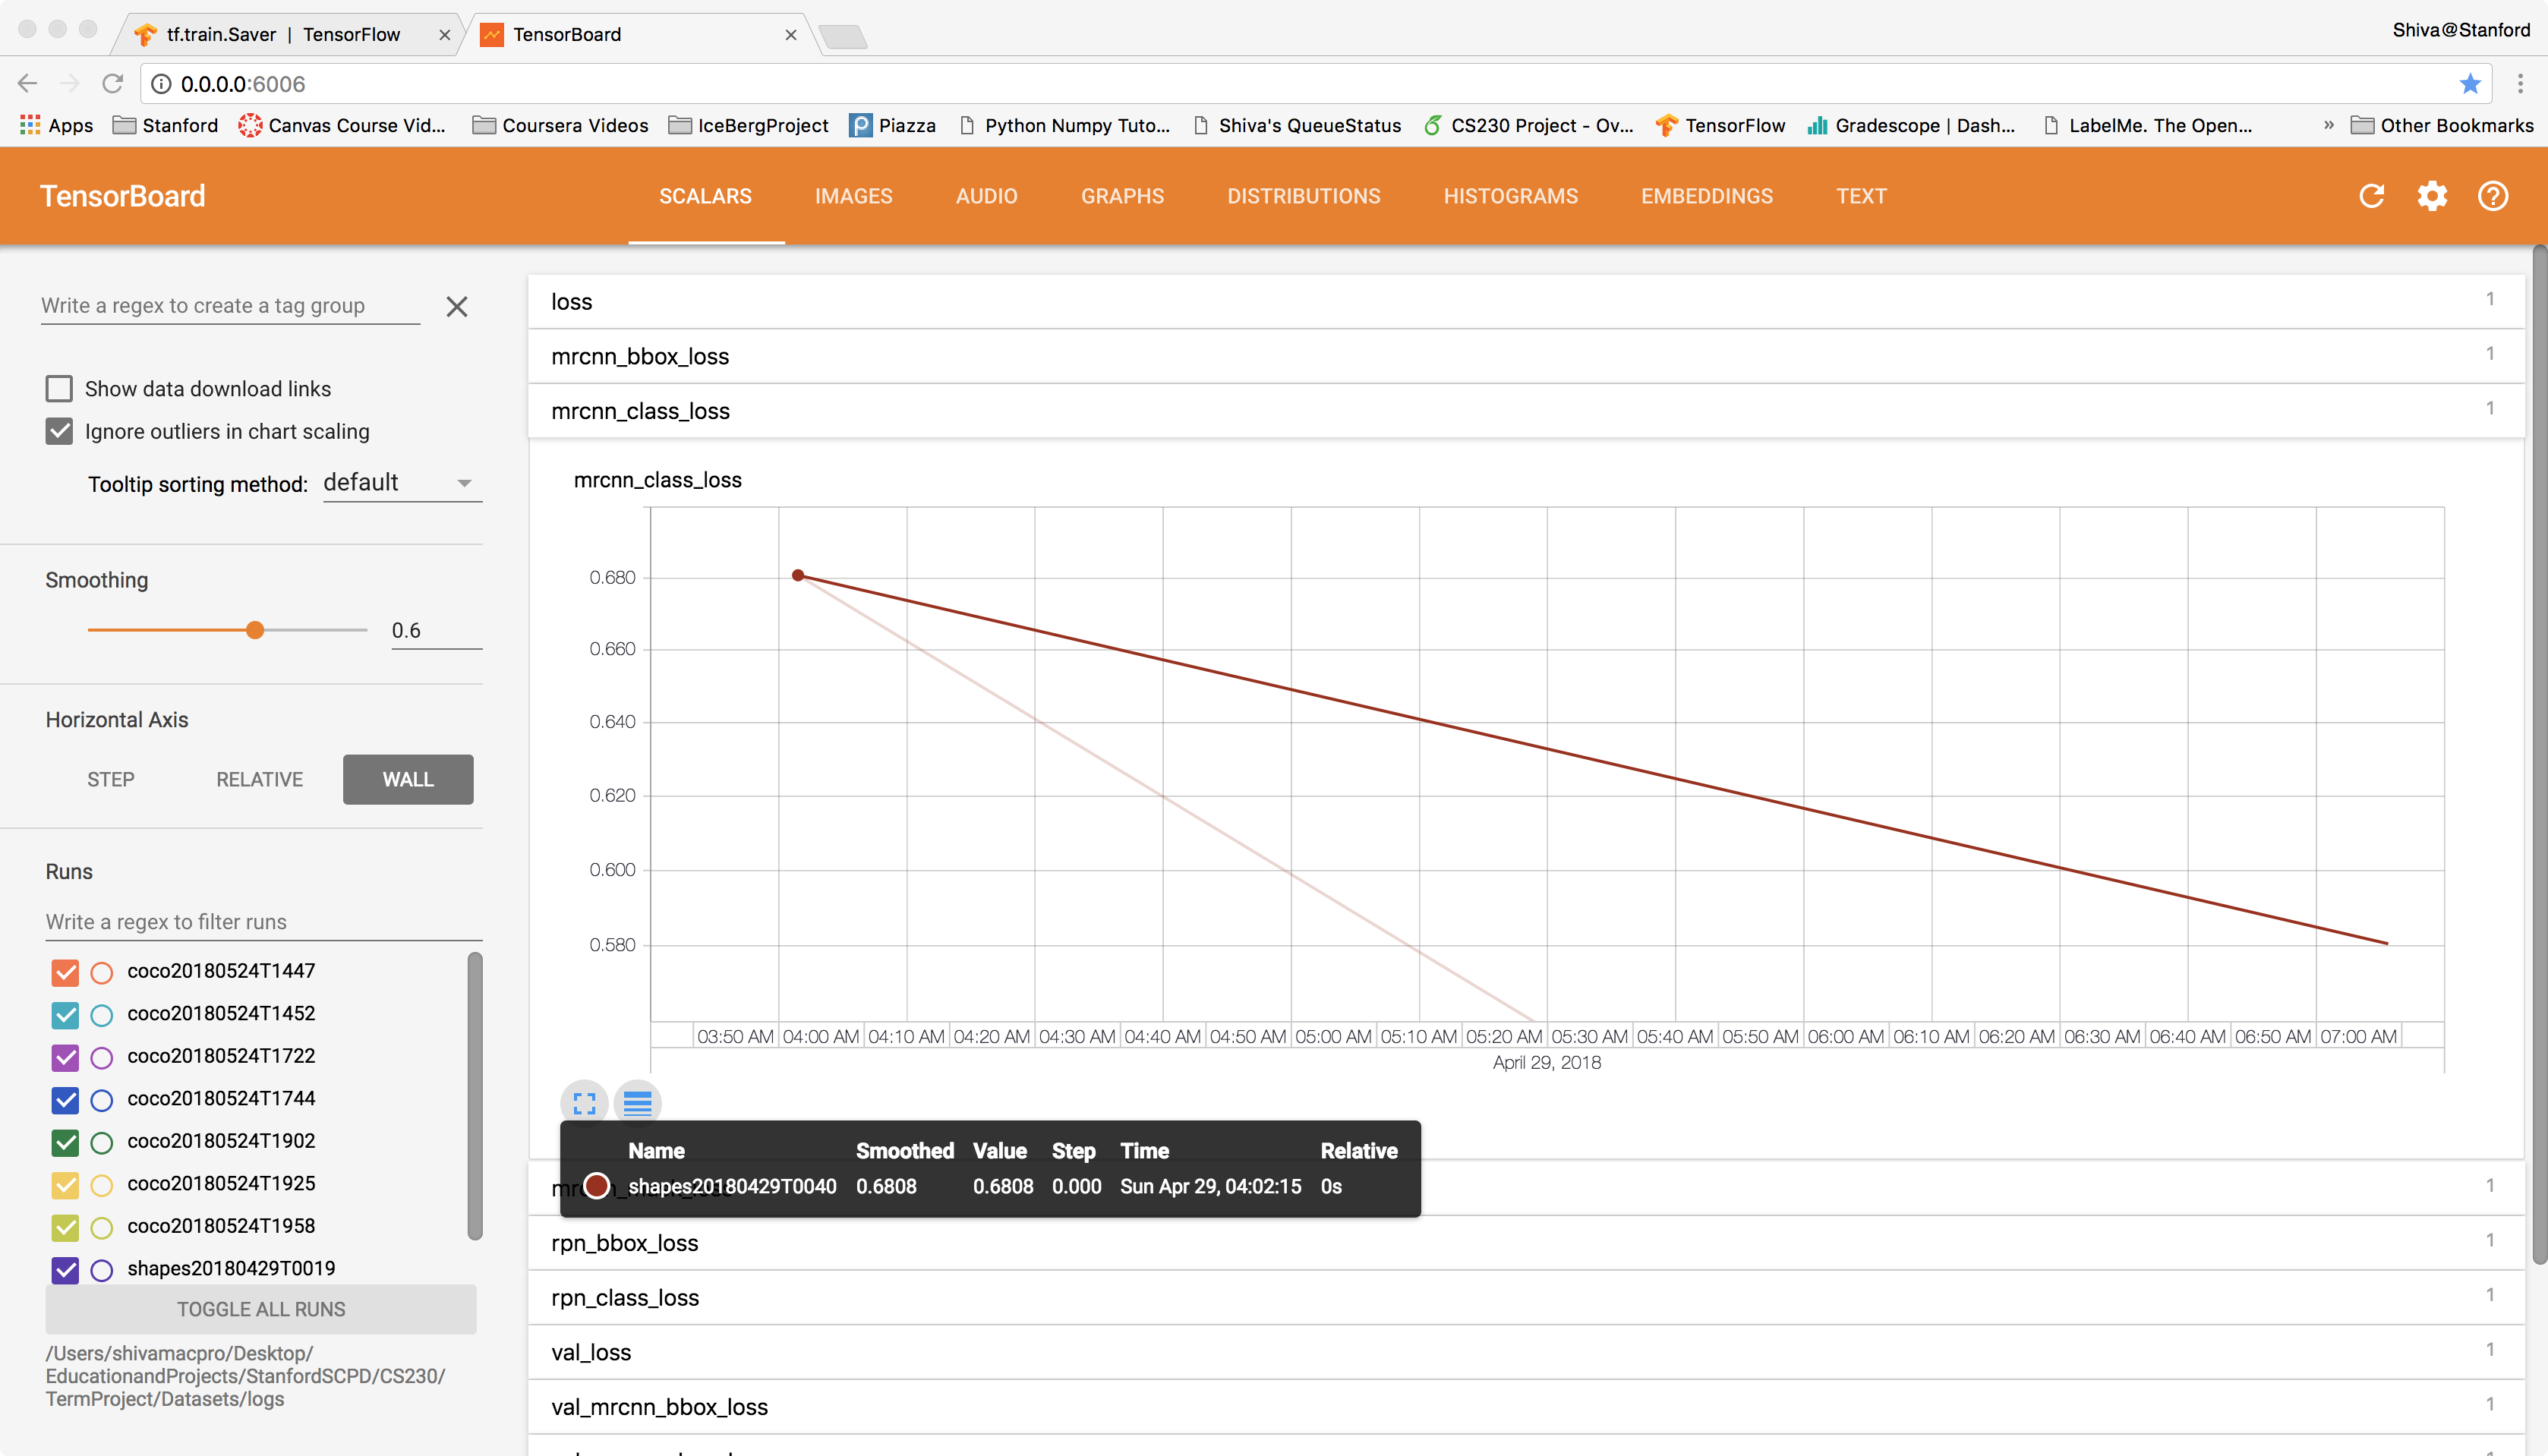 tf.train.Saver | TensorFlow
TensorBoard
Shiva@Stanford
0.0.0.0:6006
Apps
Stanford
Canvas Course Vid...
Coursera Videos
IceBergProject
Piazza
Python Numpy Tuto...
Shiva's QueueStatus
CS230 Project - Ov...
TensorFlow
Gradescope | Dash...
LabelMe. The Open...
»
Other Bookmarks
TensorBoard
SCALARS
IMAGES
AUDIO
GRAPHS
DISTRIBUTIONS
HISTOGRAMS
EMBEDDINGS
TEXT
Write a regex to create a tag group
Show data download links
Ignore outliers in chart scaling
Tooltip sorting method: default
Smoothing
0.6
Horizontal Axis
STEP
RELATIVE
WALL
Runs
Write a regex to filter runs
coco20180524T1447
coco20180524T1452
coco20180524T1722
coco20180524T1744
coco20180524T1902
coco20180524T1925
coco20180524T1958
shapes20180429T0019
TOGGLE ALL RUNS
/Users/shivamacpro/Desktop/
EducationandProjects/StanfordSCPD/CS230/
TermProject/Datasets/logs
loss 1
mrcnn_bbox_loss 1
mrcnn_class_loss 1
mrcnn_class_loss
0.680
0.660
0.640
0.620
0.600
0.580
03:50 AM 04:00 AM 04:10 AM 04:20 AM 04:30 AM 04:40 AM 04:50 AM 05:00 AM 05:10 AM 05:20 AM 05:30 AM 05:40 AM 05:50 AM 06:00 AM 06:10 AM 06:20 AM 06:30 AM 06:40 AM 06:50 AM 07:00 AM
April 29, 2018
Name Smoothed Value Step Time Relative
shapes20180429T0040 0.6808 0.6808 0.000 Sun Apr 29, 04:02:15 0s
1
rpn_bbox_loss 1
rpn_class_loss 1
val_loss 1
val_mrcnn_bbox_loss 1